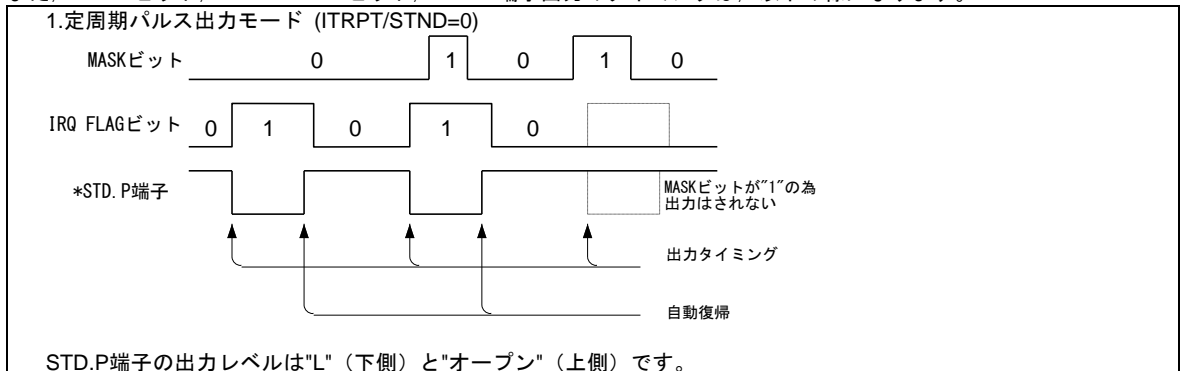 1.定周期パルス出力モード (ITRPT/STND=0)
MASKビット 0 1 0 1 0
IRQ FLAGビット 0 1 0 1 0
*STD.P端子
MASKビットが"1"の為
出力はされない
出力タイミング
自動復帰
STD.P端子の出力レベルは"L"（下側）と"オープン"（上側）です。